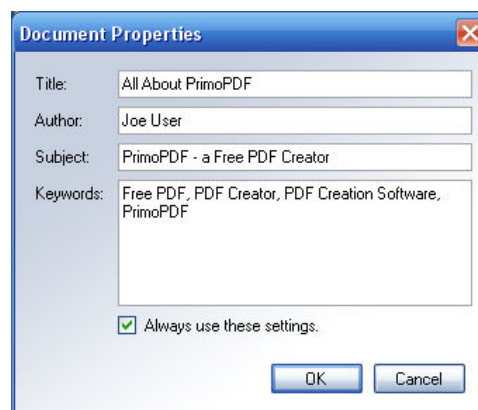 Document Properties
Title: All About PrimoPDF
Author: Joe User
Subject: PrimoPDF - a Free PDF Creator
Keywords: Free PDF, PDF Creator, PDF Creation Software,
PrimoPDF
Always use these settings.
OK Cancel